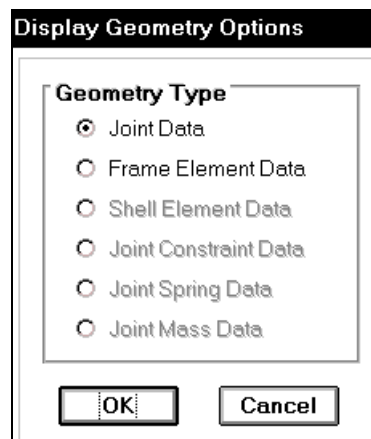 Display Geometry Options
Geometry Type
Joint Data
Frame Element Data
Shell Element Data
Joint Constraint Data
Joint Spring Data
Joint Mass Data
OK
Cancel